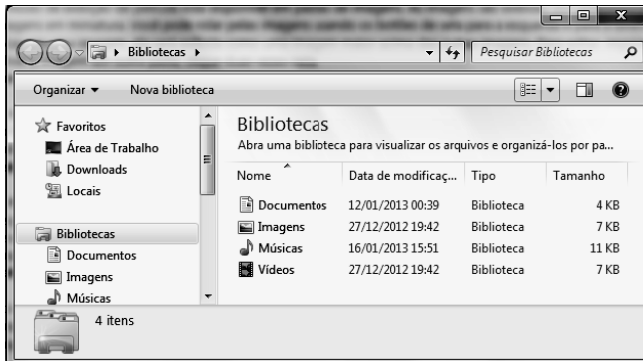 Bibliotecas
Pesquisar Bibliotecas
Organizar
Nova biblioteca
Favoritos
Área de Trabalho
Downloads
Locais
Bibliotecas
Documentos
Imagens
Músicas
Bibliotecas
Abra uma biblioteca para visualizar os arquivos e organizá-los por pa...
Nome Data de modificaç... Tipo Tamanho
Documentos 12/01/2013 00:39 Biblioteca 4 KB
Imagens 27/12/2012 19:42 Biblioteca 7 KB
Músicas 16/01/2013 15:51 Biblioteca 11 KB
Vídeos 27/12/2012 19:42 Biblioteca 7 KB
4 itens